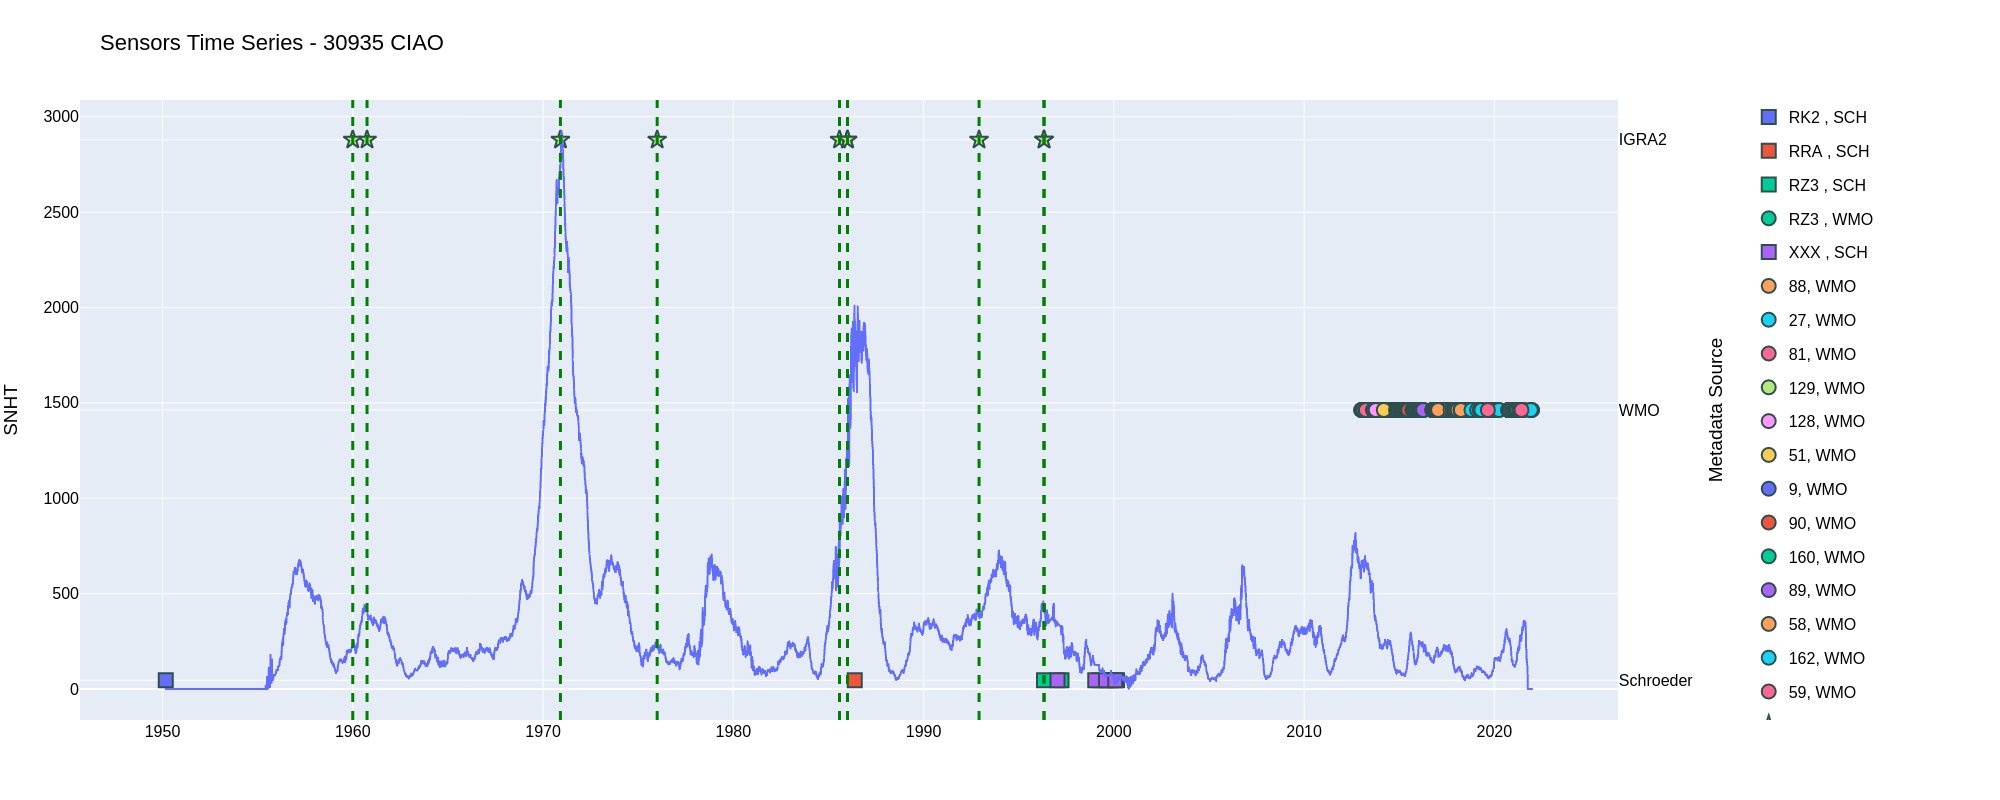 Sensors Time Series - 30935 CIAO
SNHT
3000
2500
2000
1500
1000
500
0
1950 1960 1970 1980 1990 2000 2010 2020
IGRA2
WMO
Schroeder
Metadata Source
RK2 , SCH
RRA , SCH
RZ3 , SCH
RZ3 , WMO
XXX , SCH
88, WMO
27, WMO
81, WMO
129, WMO
128, WMO
51, WMO
9, WMO
90, WMO
160, WMO
89, WMO
58, WMO
162, WMO
59, WMO